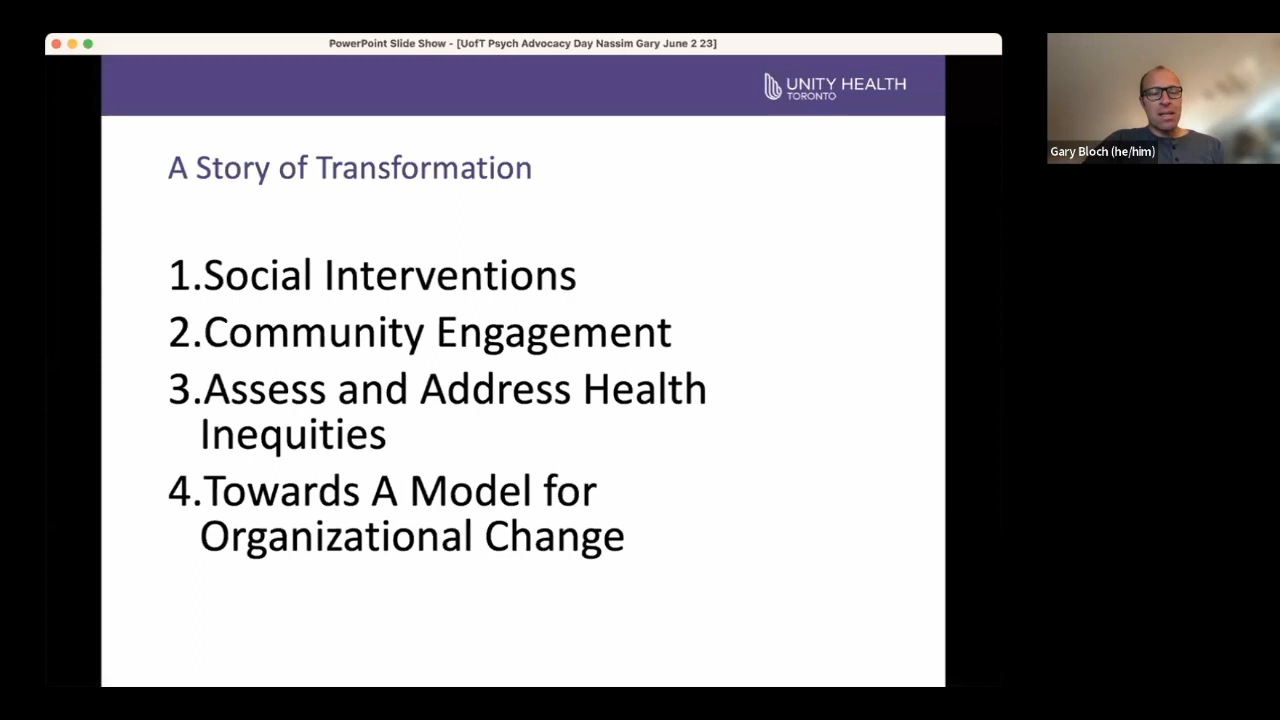 PowerPoint Slide Show - [UofT Psych Advocacy Day Nassim Gary June 2 23]
UNITY HEALTH
TORONTO
Gary Bloch (he/him)
A Story of Transformation
1.Social Interventions
2.Community Engagement
3.Assess and Address Health
Inequities
4.Towards A Model for
Organizational Change